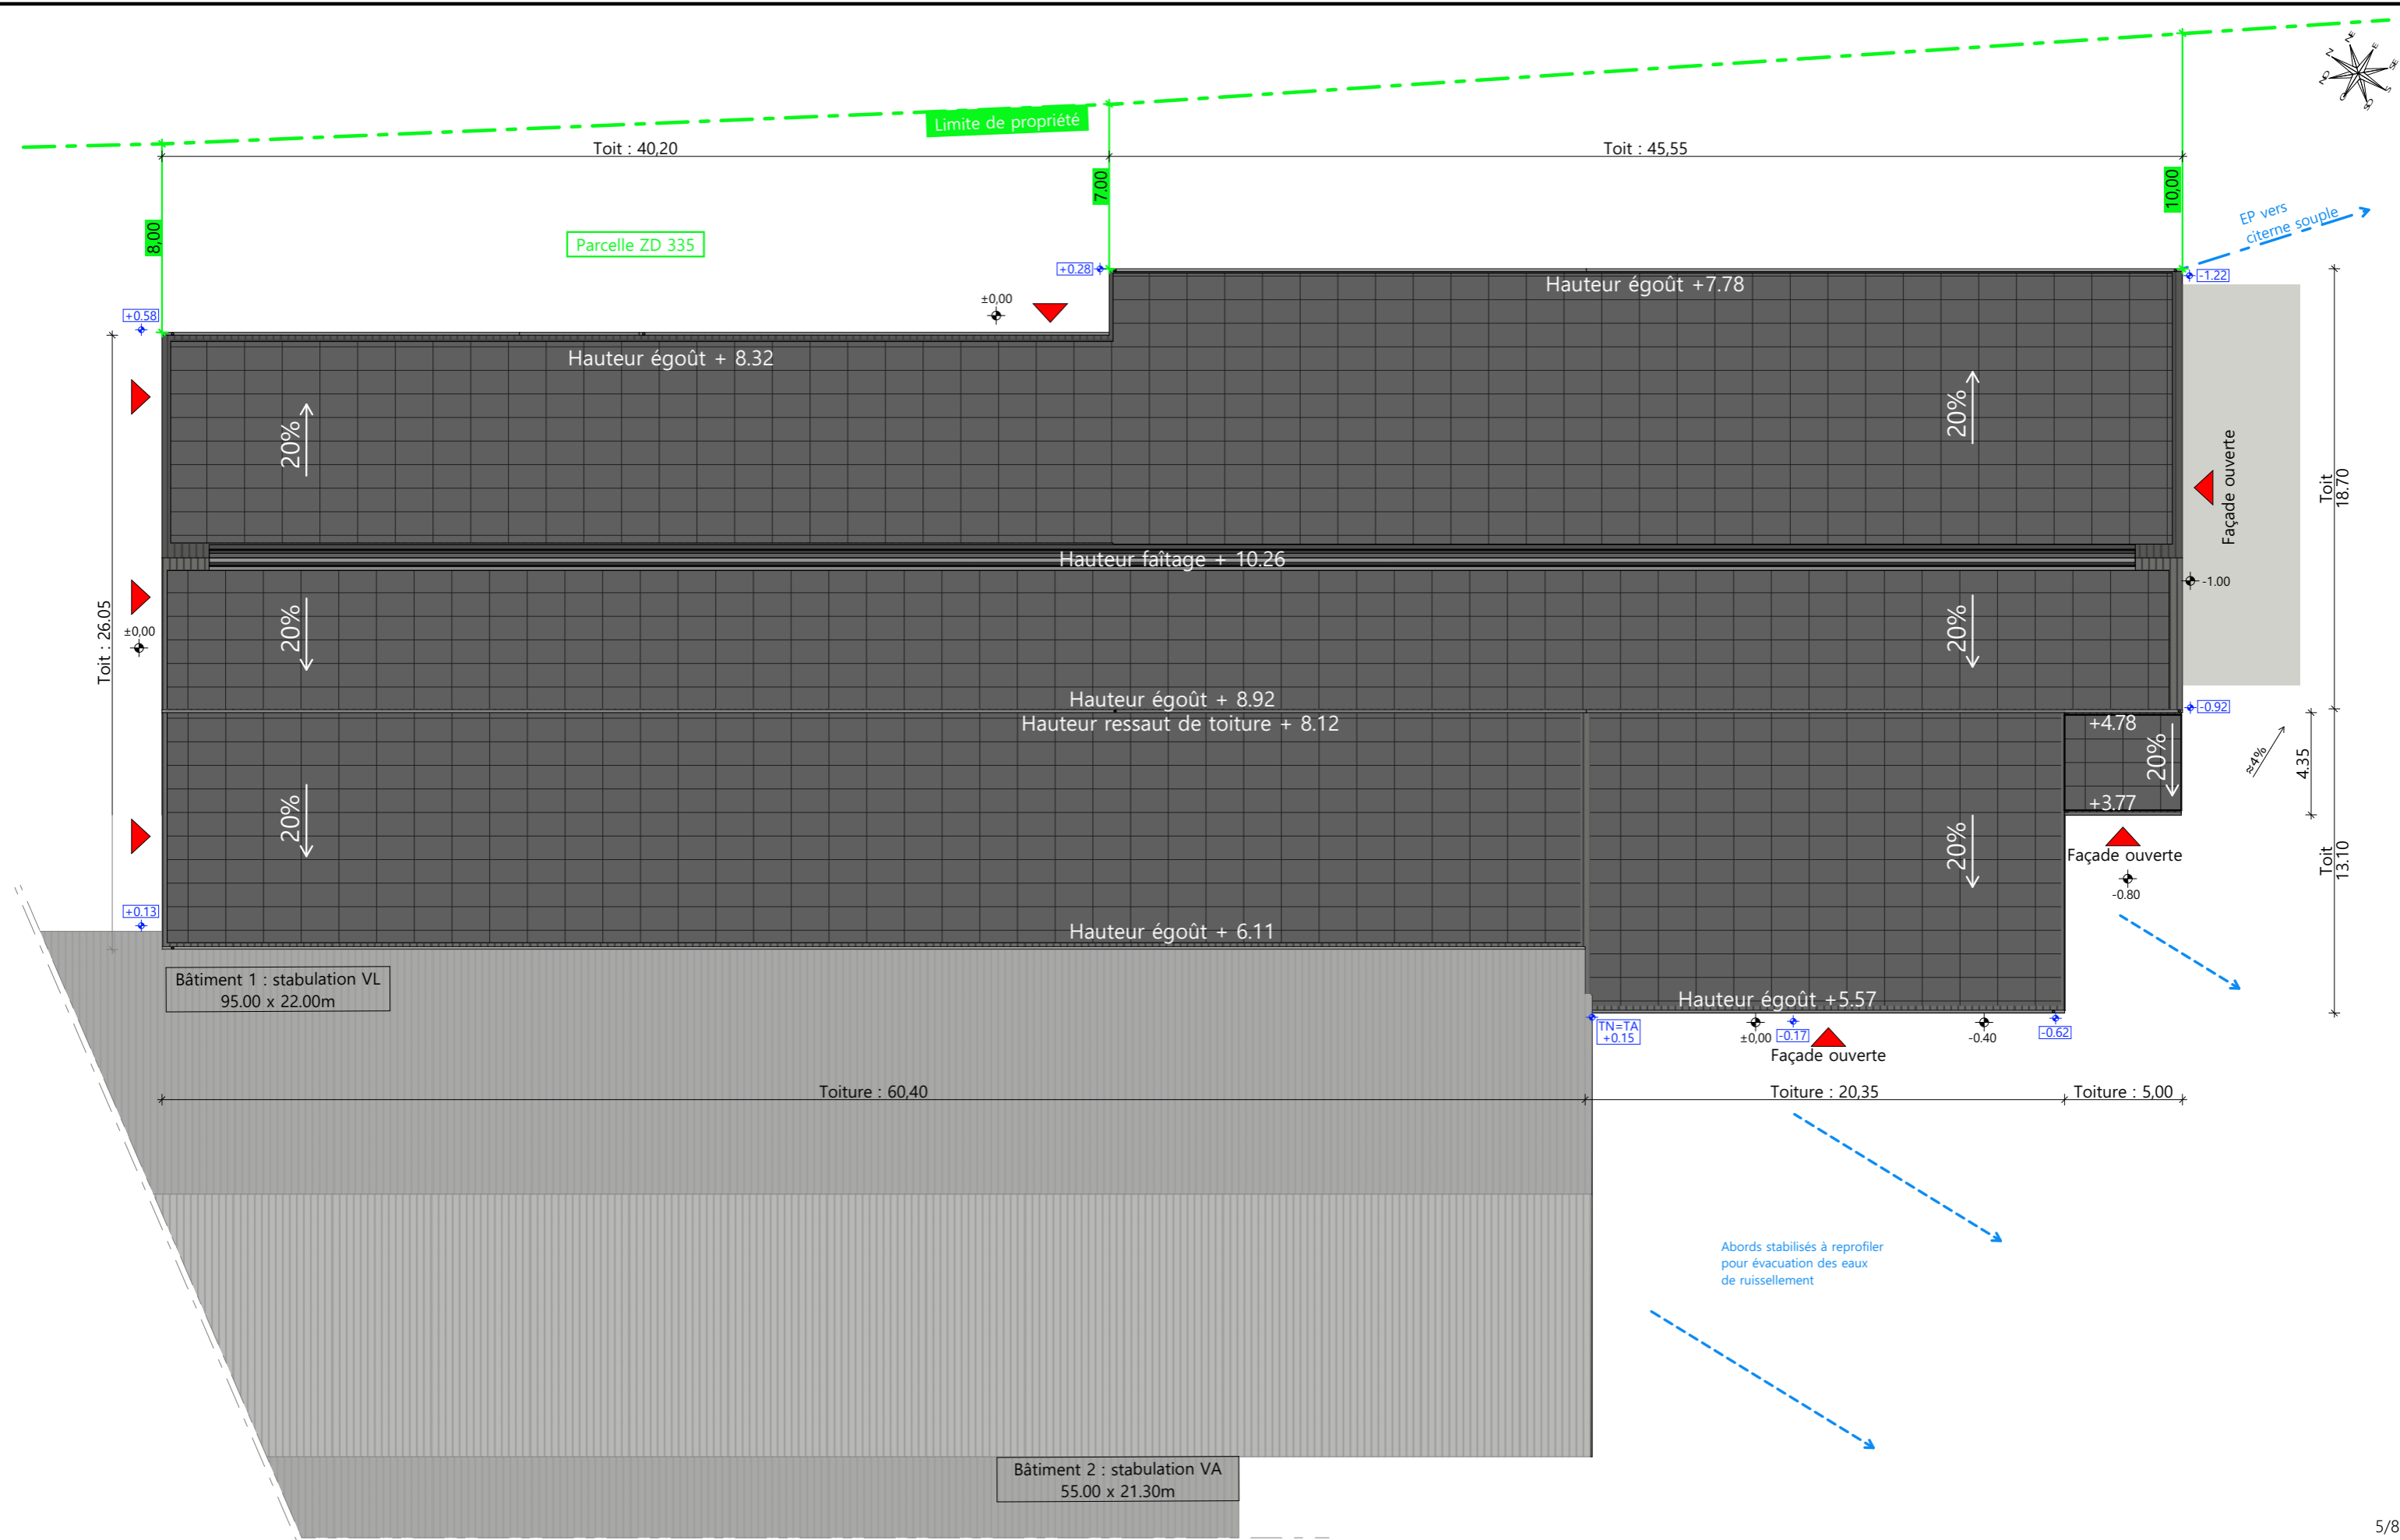 NE
N
E
NO
SE
O
S
SO
Limite de propriété
Toit : 40,20
Toit : 45,55
8,00
7.00
10,00
EP vers
citerne souple
Parcelle ZD 335
+0.28
-1.22
Hauteur égoût +7.78
±0,00
+0.58
Hauteur égoût + 8.32
20%
20%
Façade ouverte
Toit
18.70
Hauteur faîtage + 10.26
-1.00
Toit : 26.05
±0,00
20%
20%
Hauteur égoût + 8.92
-0.92
Hauteur ressaut de toiture + 8.12
+4.78
20%
≈4%
4.35
+3.77
20%
20%
Façade ouverte
Toit
13.10
-0.80
+0.13
Hauteur égoût + 6.11
Bâtiment 1 : stabulation VL
95.00 x 22.00m
Hauteur égoût +5.57
TN=TA
+0.15
±0,00
-0.17
-0.40
-0.62
Façade ouverte
Toiture : 60,40
Toiture : 20,35
Toiture : 5,00
Abords stabilisés à reprofiler
pour évacuation des eaux
de ruissellement
Bâtiment 2 : stabulation VA
55.00 x 21.30m
5/8